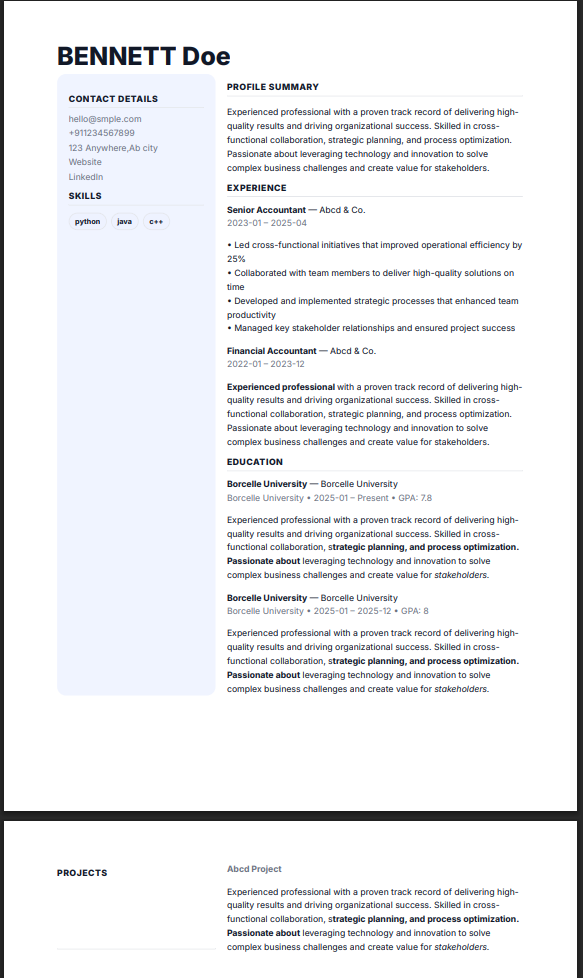 BENNETT Doe
CONTACT DETAILS
hello@smple.com
+911234567899
123 Anywhere,Ab city
Website
LinkedIn
SKILLS
python java c++
PROFILE SUMMARY
Experienced professional with a proven track record of delivering high-
quality results and driving organizational success. Skilled in cross-
functional collaboration, strategic planning, and process optimization.
Passionate about leveraging technology and innovation to solve
complex business challenges and create value for stakeholders.
EXPERIENCE
Senior Accountant — Abcd & Co.
2023-01 – 2025-04
• Led cross-functional initiatives that improved operational efficiency by
25%
• Collaborated with team members to deliver high-quality solutions on
time
• Developed and implemented strategic processes that enhanced team
productivity
• Managed key stakeholder relationships and ensured project success
Financial Accountant — Abcd & Co.
2022-01 – 2023-12
Experienced professional with a proven track record of delivering high-
quality results and driving organizational success. Skilled in cross-
functional collaboration, strategic planning, and process optimization.
Passionate about leveraging technology and innovation to solve
complex business challenges and create value for stakeholders.
EDUCATION
Borcelle University — Borcelle University
Borcelle University • 2025-01 – Present • GPA: 7.8
Experienced professional with a proven track record of delivering high-
quality results and driving organizational success. Skilled in cross-
functional collaboration, strategic planning, and process optimization.
Passionate about leveraging technology and innovation to solve
complex business challenges and create value for stakeholders.
Borcelle University — Borcelle University
Borcelle University • 2025-01 – 2025-12 • GPA: 8
Experienced professional with a proven track record of delivering high-
quality results and driving organizational success. Skilled in cross-
functional collaboration, strategic planning, and process optimization.
Passionate about leveraging technology and innovation to solve
complex business challenges and create value for stakeholders.
PROJECTS
Abcd Project
Experienced professional with a proven track record of delivering high-
quality results and driving organizational success. Skilled in cross-
functional collaboration, strategic planning, and process optimization.
Passionate about leveraging technology and innovation to solve
complex business challenges and create value for stakeholders.